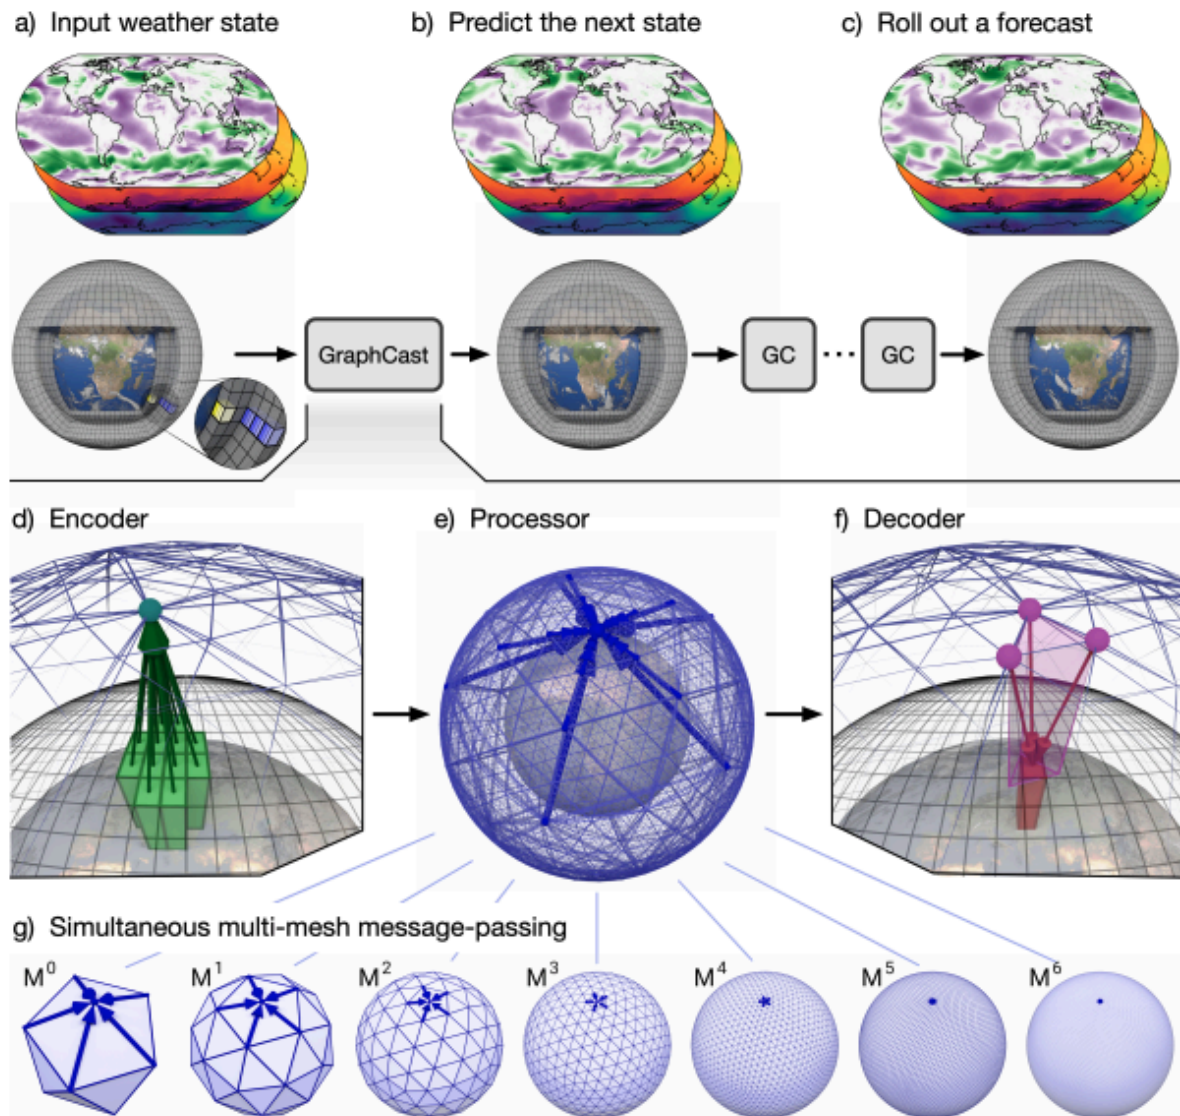 a) Input weather state
b) Predict the next state
c) Roll out a forecast
GraphCast
GC
...
GC
d) Encoder
e) Processor
f) Decoder
g) Simultaneous multi-mesh message-passing
M⁰
M¹
M²
M³
M⁴
M⁵
M⁶